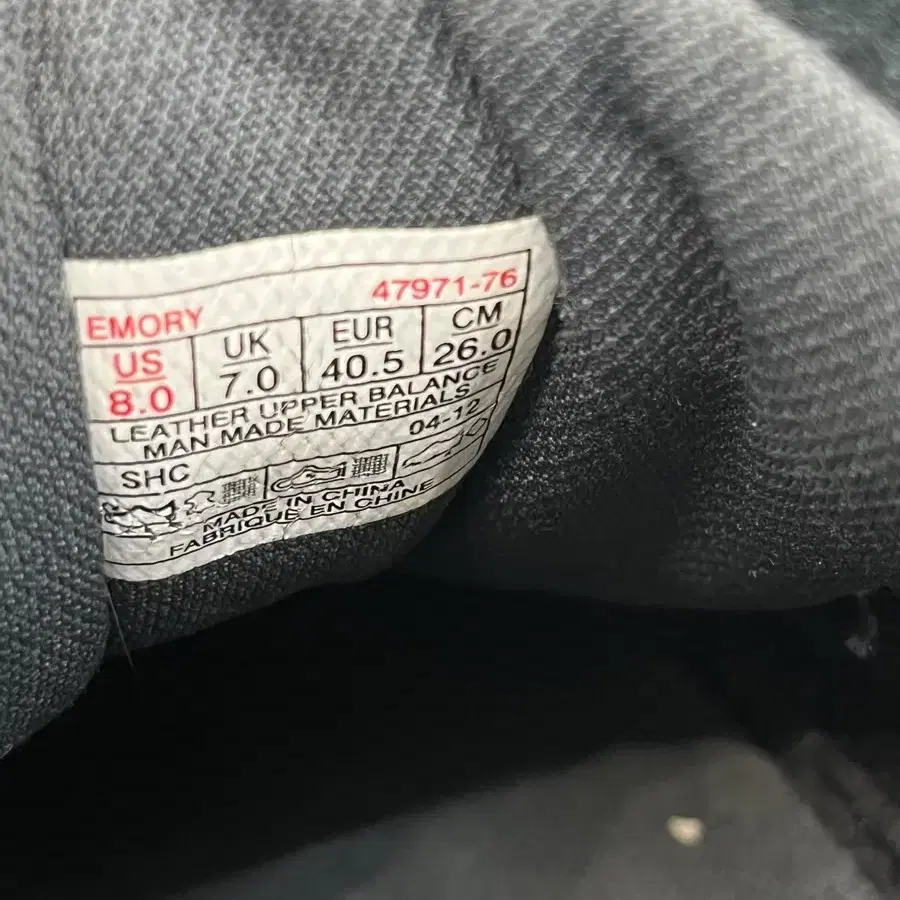 EMORY 47971-76
US UK EUR CM
8.0 7.0 40.5 26.0
LEATHER UPPER BALANCE
MAN MADE MATERIALS
04-12
SHC
MADE IN CHINA
FABRIQUE EN CHINE